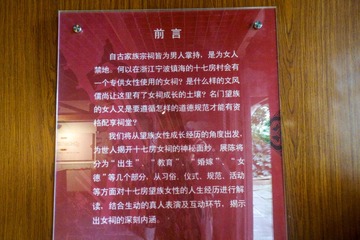 前言
自古家族宗祠皆为男人掌持，是为女人
禁地。何以在浙江宁波镇海的十七房村会有
一个专供女性使用的女祠？是什么样的文风
儒尚让这里有了女祠成长的土壤？名门望族
的女人又是要遵循怎样的道德规范才能有资
格配享祠堂？
我们将从望族女性成长经历的角度出发，
为世人揭开十七房女祠的神秘面纱。展陈将
分为“出生”、“教育”、“婚嫁”、“女
德”等几个部分，从习俗、仪式、规范、活动
等方面对十七房望族女性的人生经历进行解
读，结合生动的真人表演及互动环节，揭示
出女祠的深刻内涵。